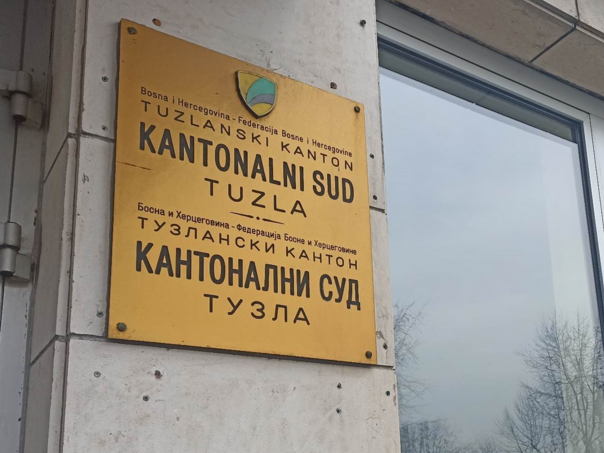 Bosna i Hercegovina - Federacija Bosne i Hercegovine
TUZLANSKI KANTON
KANTONALNI SUD
TUZLA
Босна и Херцеговина - Федерација Босне и Херцеговине
ТУЗЛАНСКИ КАНТОН
КАНТОНАЛНИ СУД
ТУЗЛА